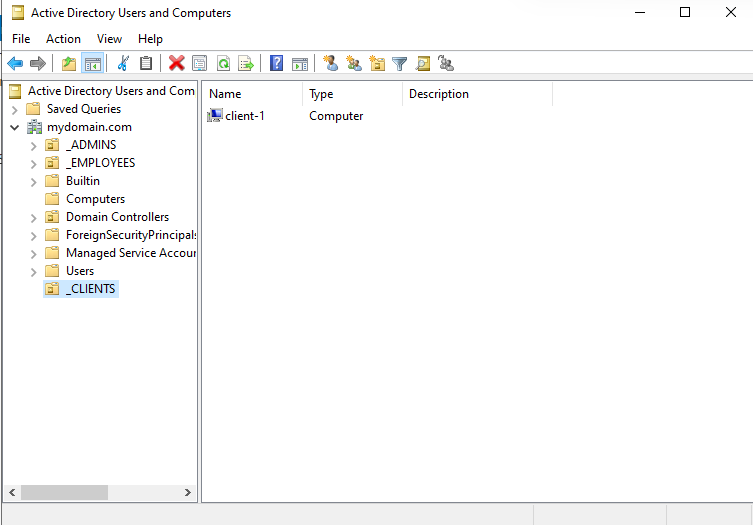 Active Directory Users and Computers
File Action View Help
Active Directory Users and Com
Saved Queries
mydomain.com
_ADMINS
_EMPLOYEES
Builtin
Computers
Domain Controllers
ForeignSecurityPrincipals
Managed Service Accour
Users
_CLIENTS
Name Type Description
client-1 Computer